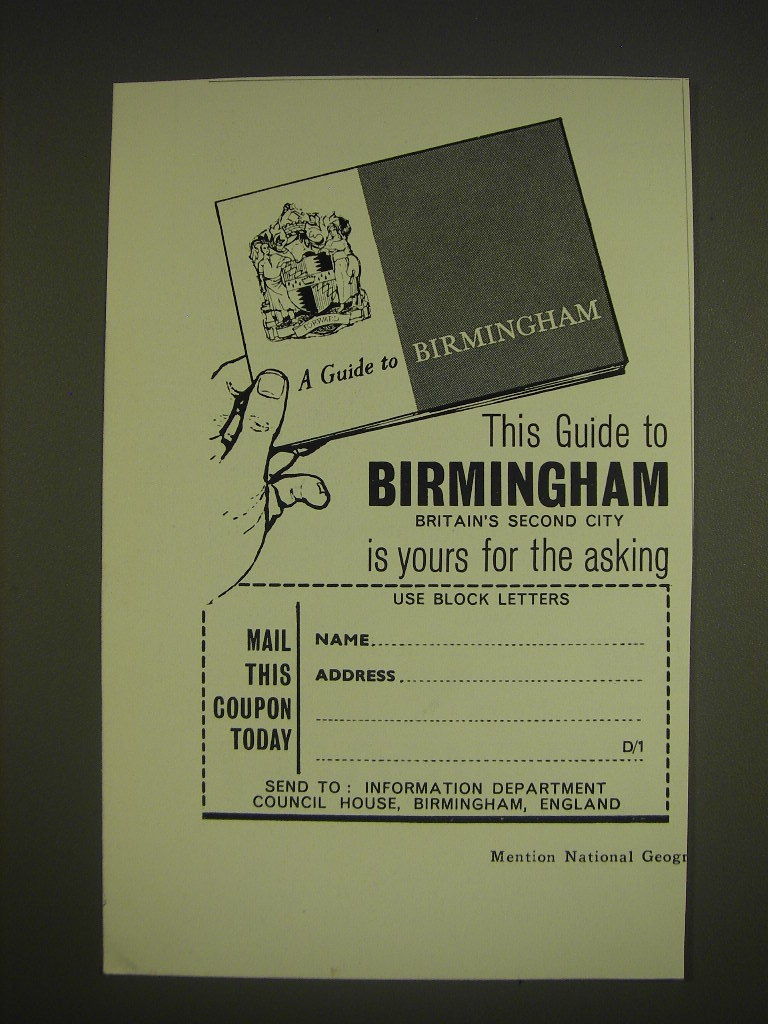 FORWARD
A Guide to BIRMINGHAM
This Guide to
BIRMINGHAM
BRITAIN'S SECOND CITY
is yours for the asking
USE BLOCK LETTERS
MAIL
THIS
COUPON
TODAY
NAME
ADDRESS
D/1
SEND TO : INFORMATION DEPARTMENT
COUNCIL HOUSE, BIRMINGHAM, ENGLAND
Mention National Geogr